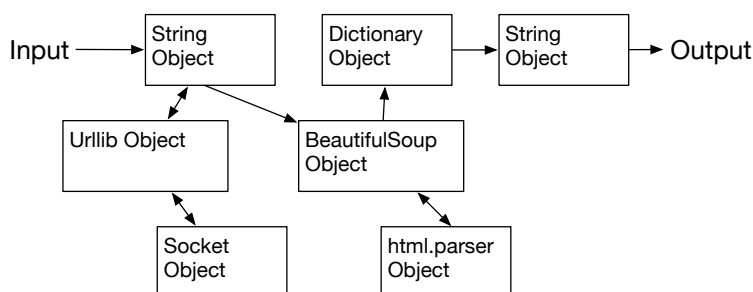 Input
String
Object
Dictionary
Object
String
Object
Output
Urllib Object
BeautifulSoup
Object
Socket
Object
html.parser
Object